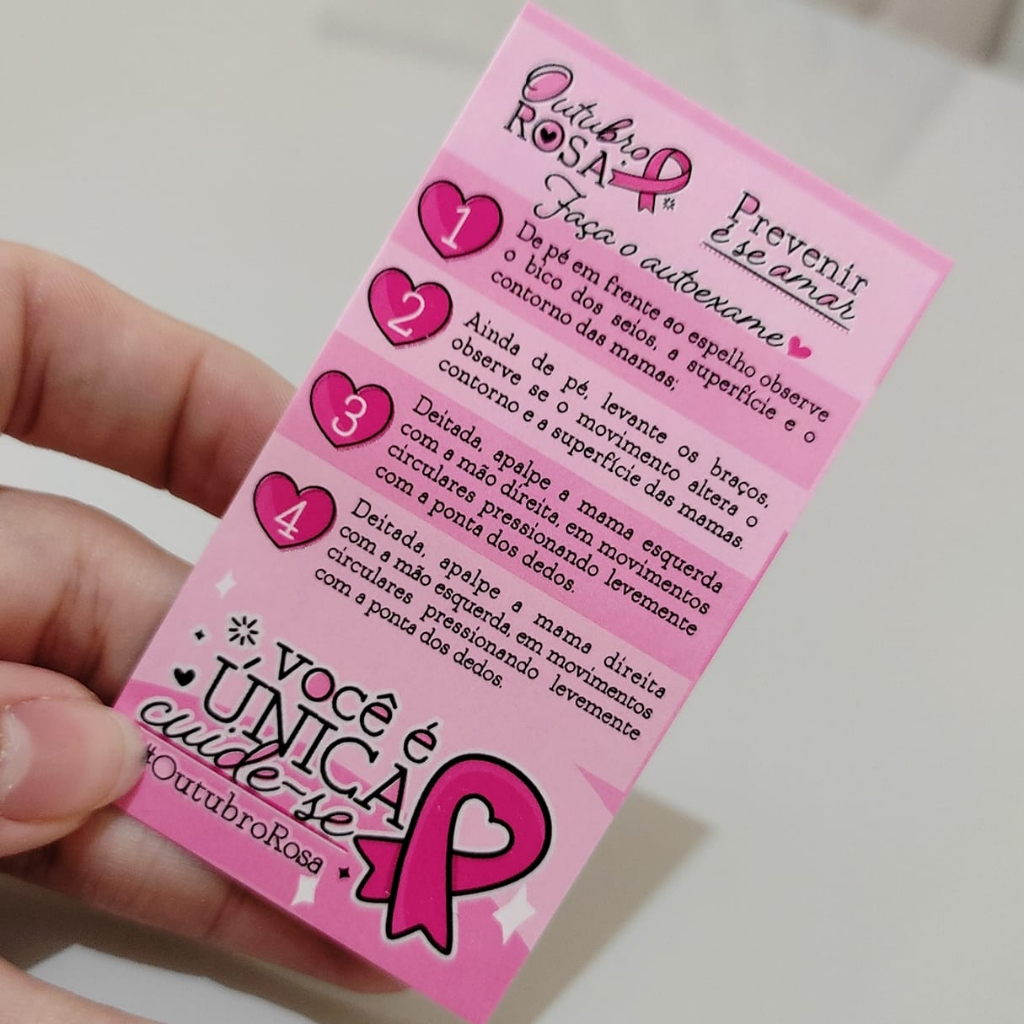 Outubro
ROSA
Prevenir
é se amar
Faça o autoexame
1
De pé em frente ao espelho observe
o bico dos seios, a superfície e o
contorno das mamas;
2
Ainda de pé, levante os braços,
observe se o movimento altera o
contorno e a superfície das mamas.
3
Deitada, apalpe a mama esquerda
com a mão direita, em movimentos
circulares pressionando levemente
com a ponta dos dedos.
4
Deitada, apalpe a mama direita
com a mão esquerda, em movimentos
circulares pressionando levemente
com a ponta dos dedos.
VOCÊ É
ÚNICA
cuide-se
#OutubroRosa